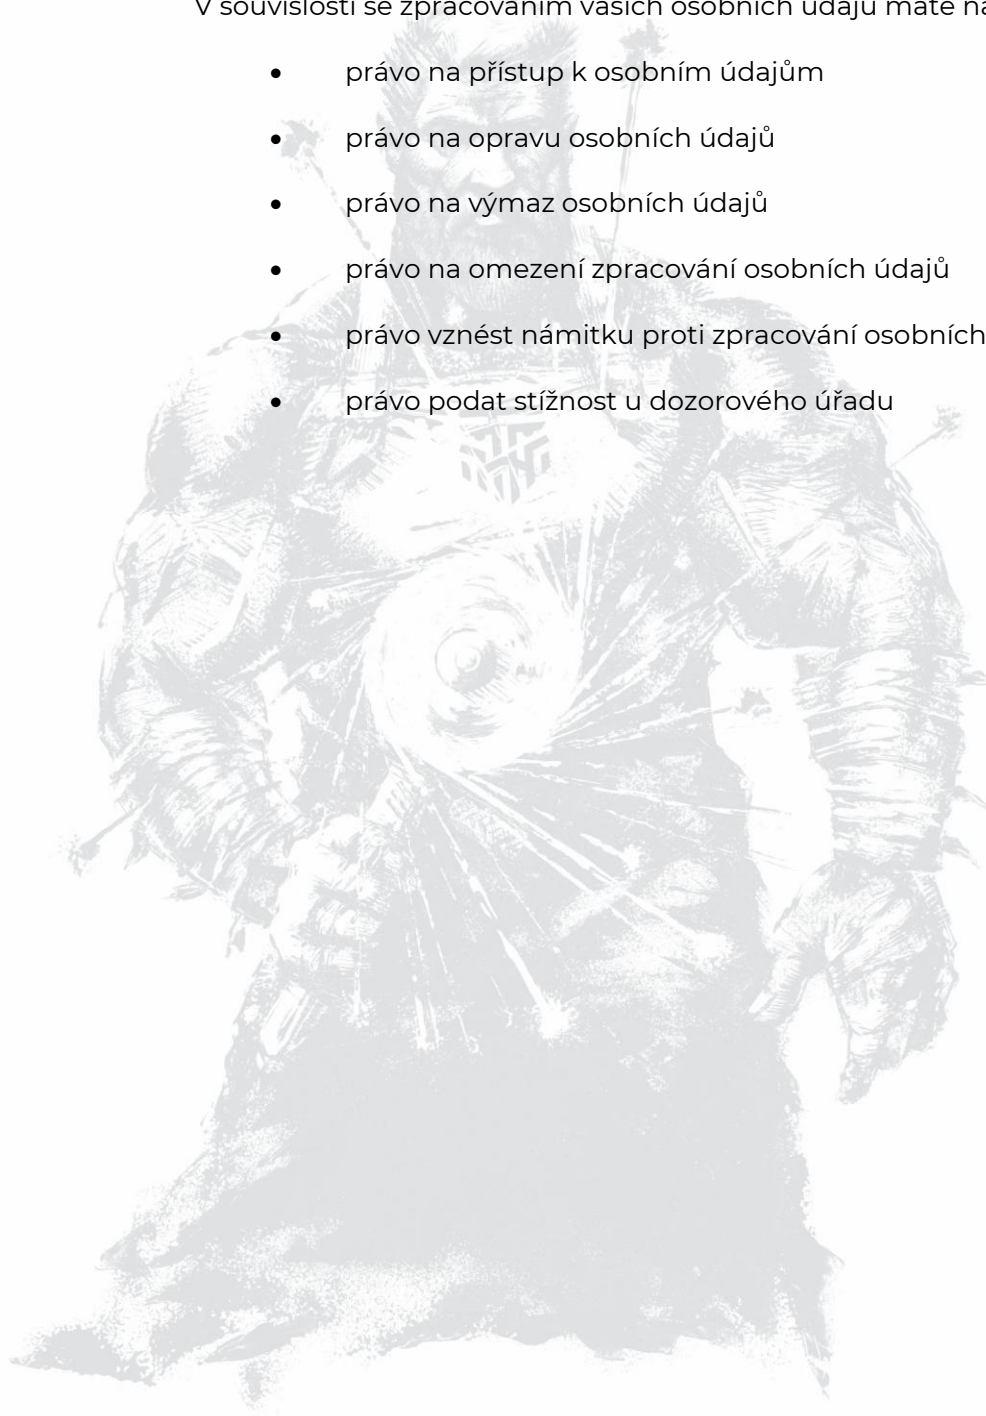 V souvislosti se zpracováním vašich osobních údajů máte
• právo na přístup k osobním údajům
• právo na opravu osobních údajů
• právo na výmaz osobních údajů
• právo na omezení zpracování osobních údajů
• právo vznést námitku proti zpracování osobních
• právo podat stížnost u dozorového úřadu